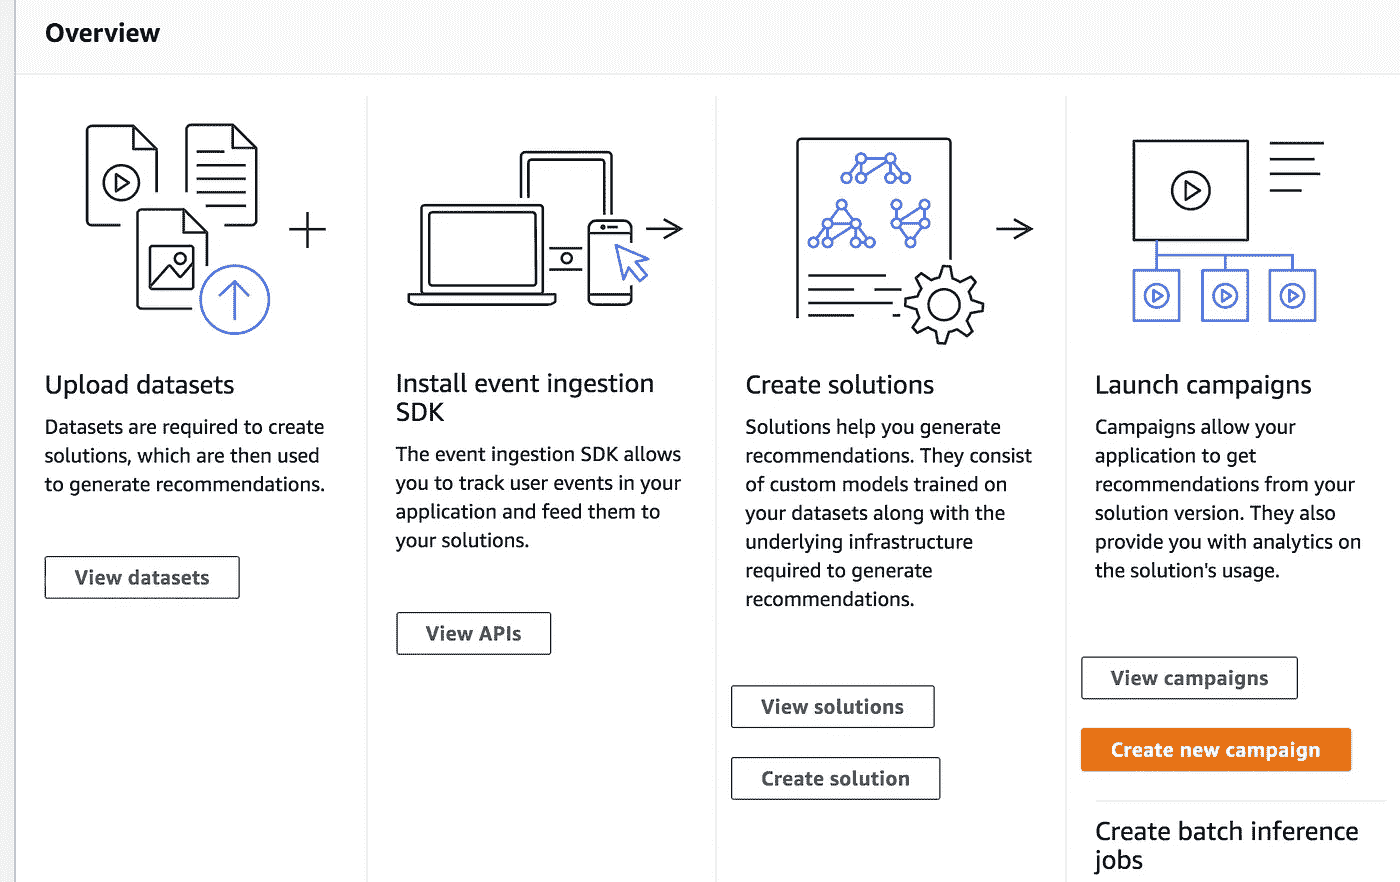 Overview
Upload datasets
Datasets are required to create
solutions, which are then used
to generate recommendations.
View datasets
Install event ingestion
SDK
The event ingestion SDK allows
you to track user events in your
application and feed them to
your solutions.
View APIs
Create solutions
Solutions help you generate
recommendations. They consist
of custom models trained on
your datasets along with the
underlying infrastructure
required to generate
recommendations.
View solutions
Create solution
Launch campaigns
Campaigns allow your
application to get
recommendations from your
solution version. They also
provide you with analytics on
the solution's usage.
View campaigns
Create new campaign
Create batch inference
jobs